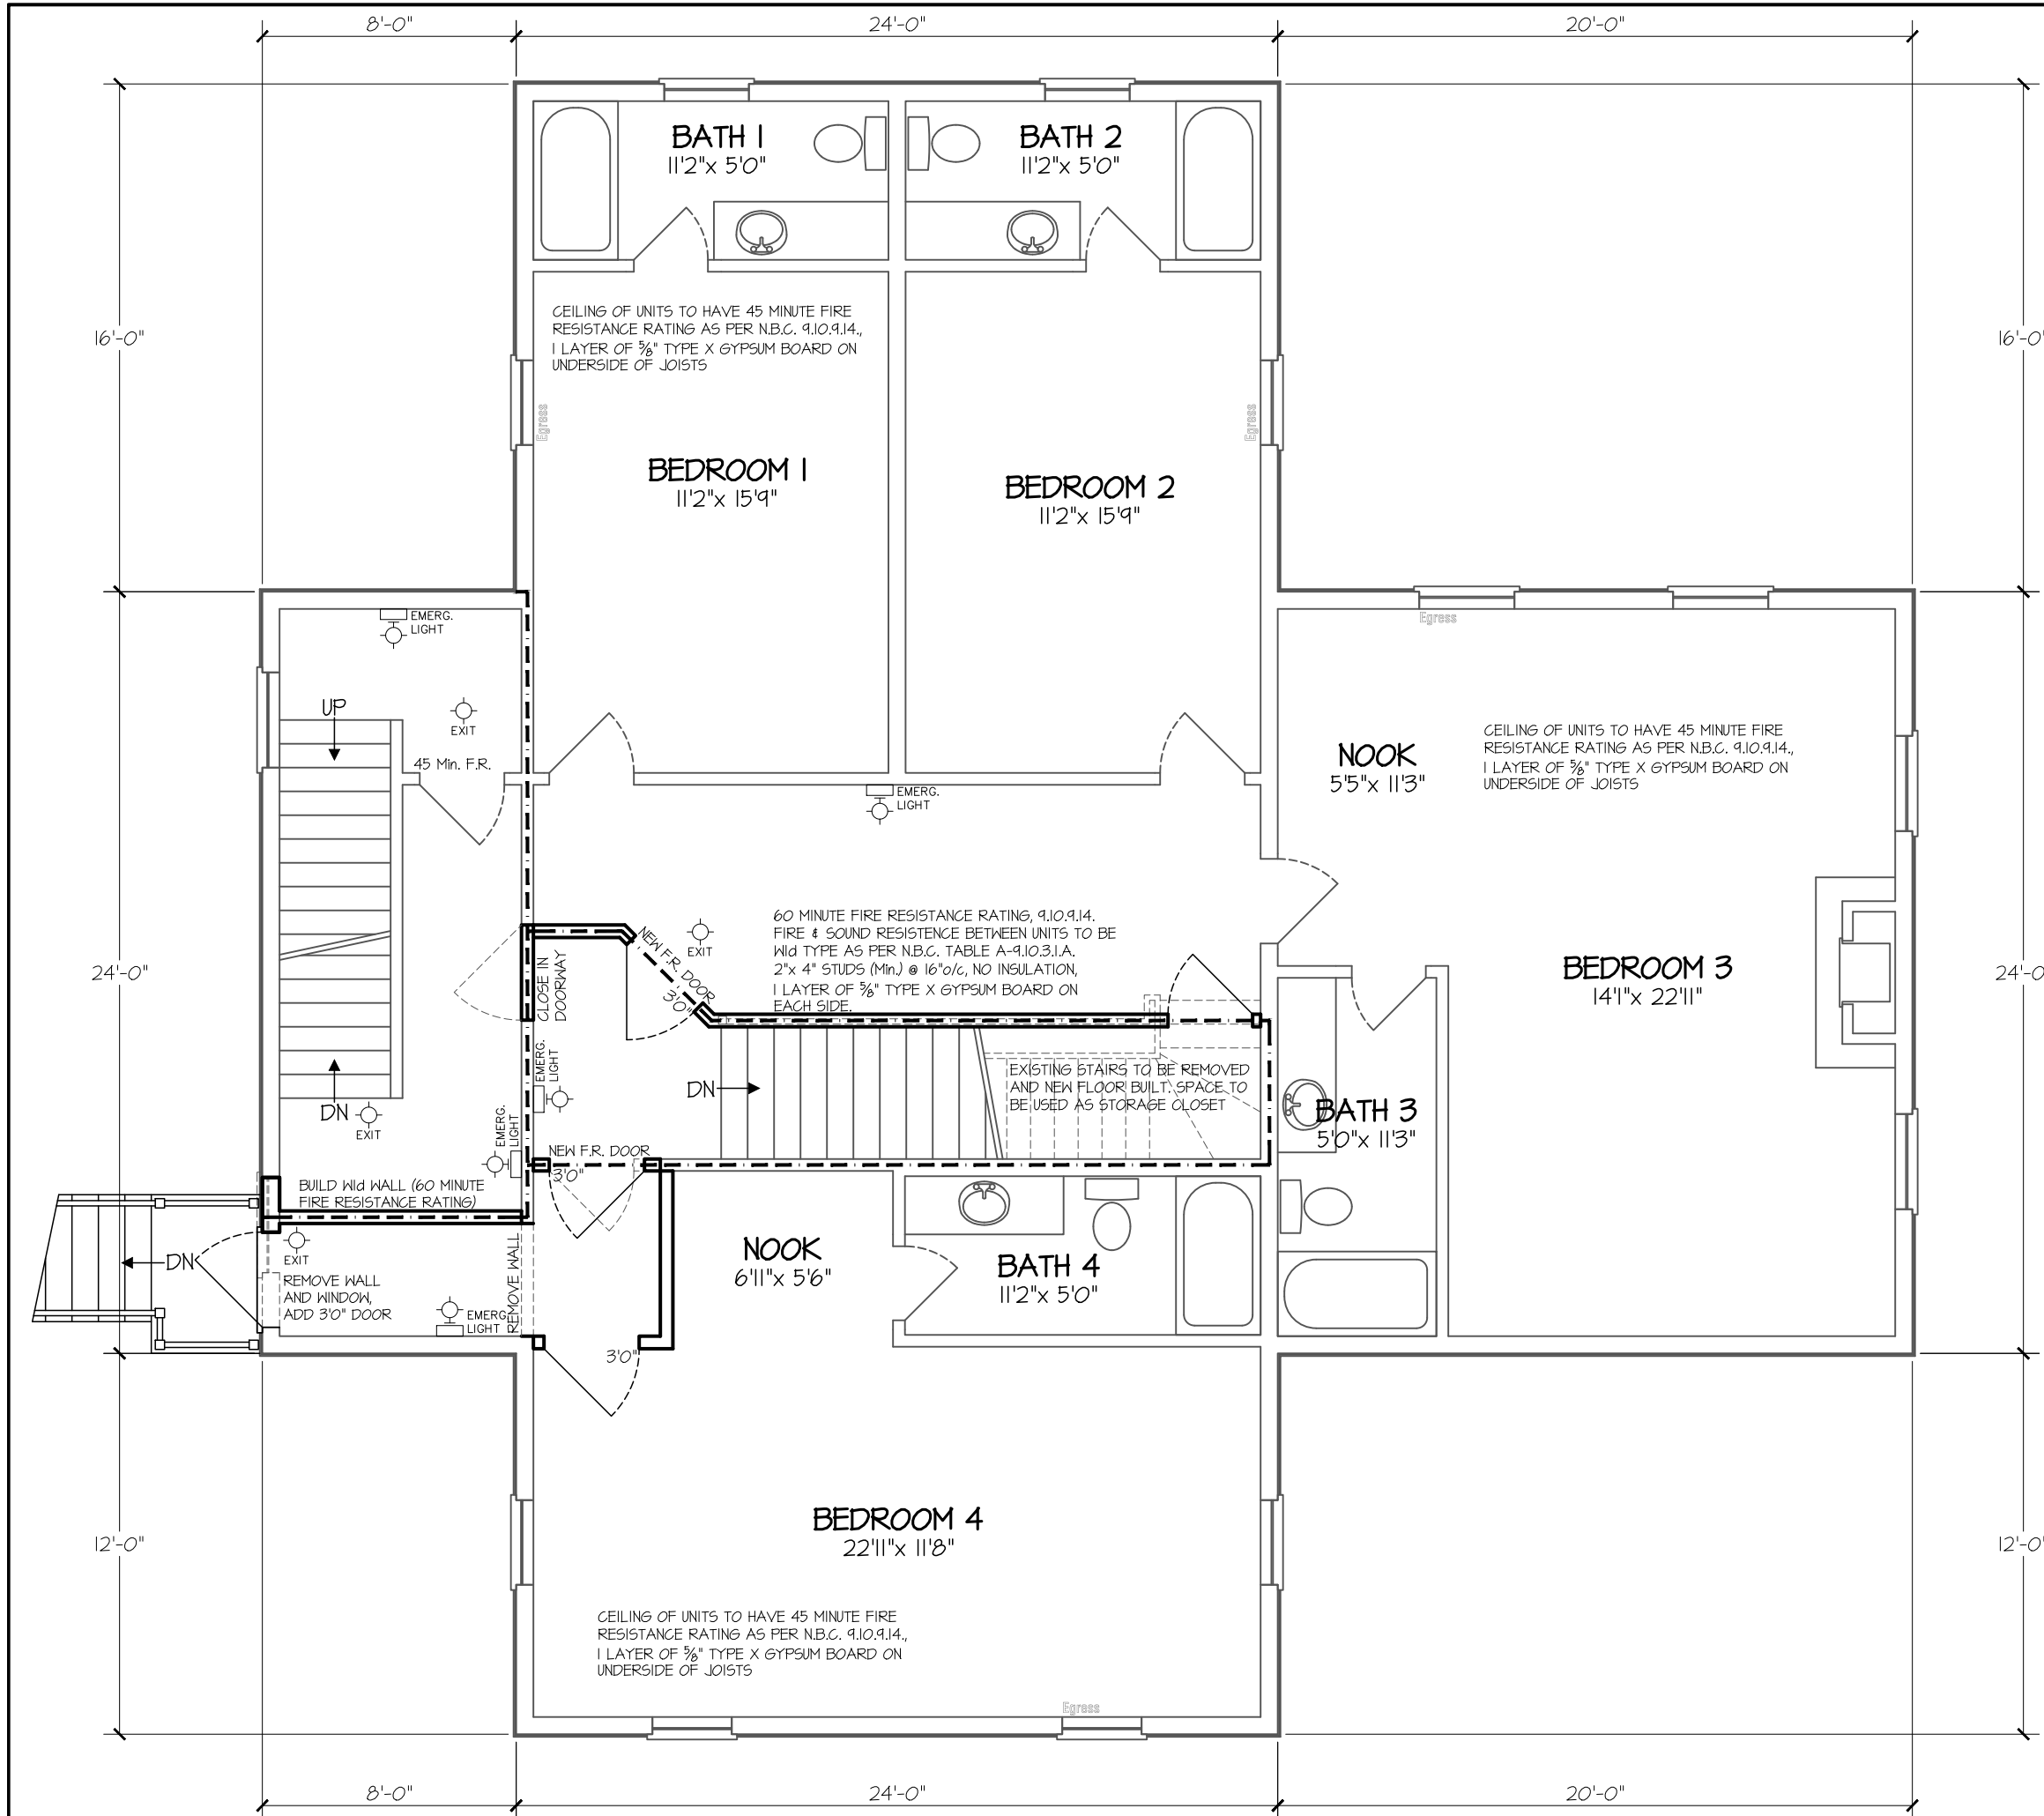 8'-0"
24'-0"
20'-0"
16'-0"
16'-0"
BATH 1
11'2"x 5'0"
BATH 2
11'2"x 5'0"
CEILING OF UNITS TO HAVE 45 MINUTE FIRE
RESISTANCE RATING AS PER N.B.C. 9.10.9.14.,
1 LAYER OF ⅝" TYPE X GYPSUM BOARD ON
UNDERSIDE OF JOISTS
Egress
Egress
BEDROOM 1
11'2"x 15'9"
BEDROOM 2
11'2"x 15'9"
EMERG.
LIGHT
Egress
UP
EXIT
45 Min. F.R.
NOOK
5'5"x 11'3"
CEILING OF UNITS TO HAVE 45 MINUTE FIRE
RESISTANCE RATING AS PER N.B.C. 9.10.9.14.,
1 LAYER OF ⅝" TYPE X GYPSUM BOARD ON
UNDERSIDE OF JOISTS
EMERG.
LIGHT
24'-0"
24'-0"
CLOSE IN
DOORWAY
NEW F.R. DOOR
3'0"
EXIT
60 MINUTE FIRE RESISTANCE RATING, 9.10.9.14.
FIRE & SOUND RESISTENCE BETWEEN UNITS TO BE
W1d TYPE AS PER N.B.C. TABLE A-9.10.3.1.A.
2"x 4" STUDS (Min.) @ 16"o/c, NO INSULATION,
1 LAYER OF ⅝" TYPE X GYPSUM BOARD ON
EACH SIDE.
BEDROOM 3
14'1"x 22'11"
EMERG.
LIGHT
DN
EXISTING STAIRS TO BE REMOVED
AND NEW FLOOR BUILT. SPACE TO
BE USED AS STORAGE CLOSET
DN
EXIT
EMERG.
LIGHT
BATH 3
5'0"x 11'3"
NEW F.R. DOOR
3'0"
BUILD W1d WALL (60 MINUTE
FIRE RESISTANCE RATING)
DN
EXIT
REMOVE WALL
AND WINDOW,
ADD 3'0" DOOR
EMERG.
LIGHT
REMOVE WALL
NOOK
6'11"x 5'6"
BATH 4
11'2"x 5'0"
3'0"
12'-0"
12'-0"
BEDROOM 4
22'11"x 11'8"
CEILING OF UNITS TO HAVE 45 MINUTE FIRE
RESISTANCE RATING AS PER N.B.C. 9.10.9.14.,
1 LAYER OF ⅝" TYPE X GYPSUM BOARD ON
UNDERSIDE OF JOISTS
Egress
8'-0"
24'-0"
20'-0"